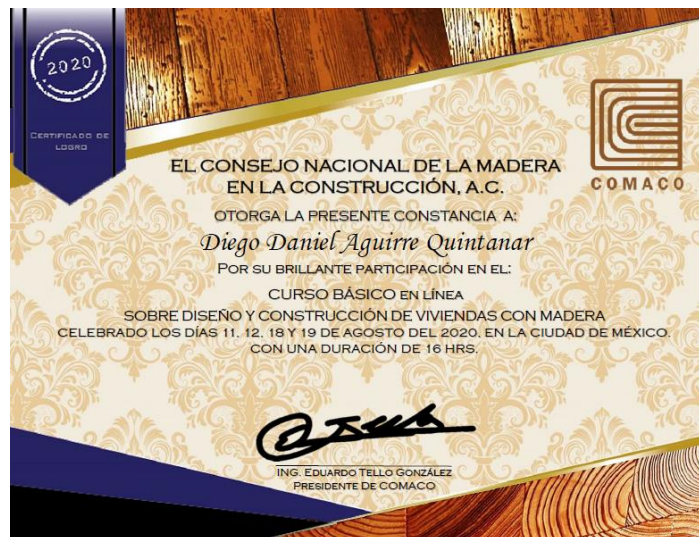 2020
CERTIFICADO DE
LOGRO
COMACO
EL CONSEJO NACIONAL DE LA MADERA
EN LA CONSTRUCCIÓN, A.C.
OTORGA LA PRESENTE CONSTANCIA A:
Diego Daniel Aguirre Quintanar
POR SU BRILLANTE PARTICIPACIÓN EN EL:
CURSO BÁSICO EN LÍNEA
SOBRE DISEÑO Y CONSTRUCCIÓN DE VIVIENDAS CON MADERA
CELEBRADO LOS DÍAS 11, 12, 18 Y 19 DE AGOSTO DEL 2020, EN LA CIUDAD DE MÉXICO.
CON UNA DURACIÓN DE 16 HRS.
ING. EDUARDO TELLO GONZÁLEZ
PRESIDENTE DE COMACO